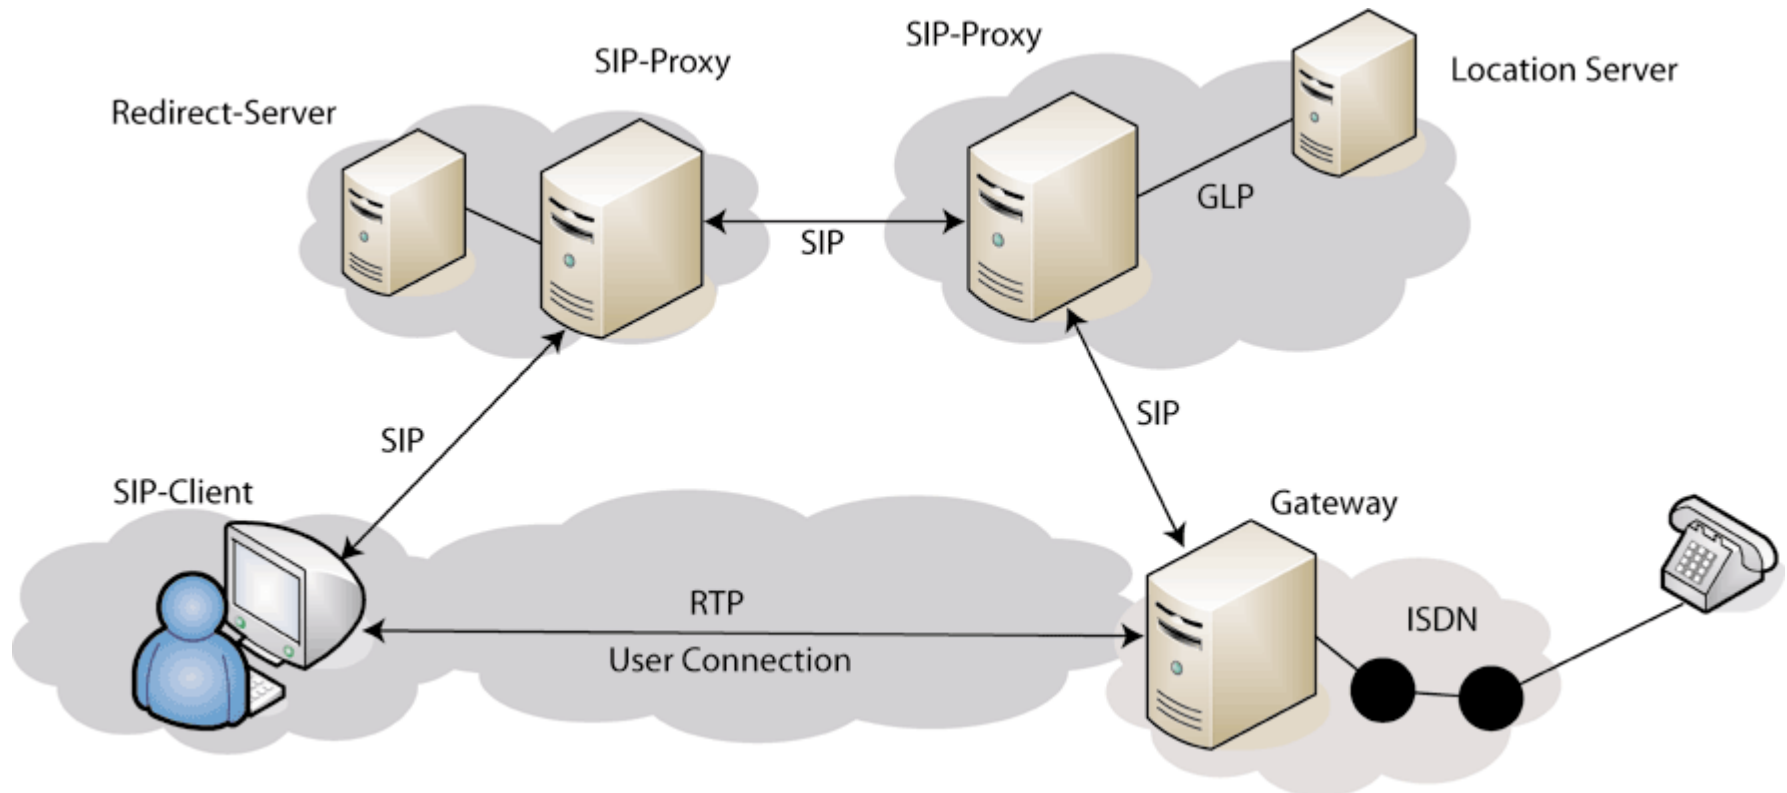 SIP-Proxy
SIP-Proxy
Location Server
Redirect-Server
GLP
SIP
SIP
SIP
SIP-Client
Gateway
RTP
ISDN
User Connection